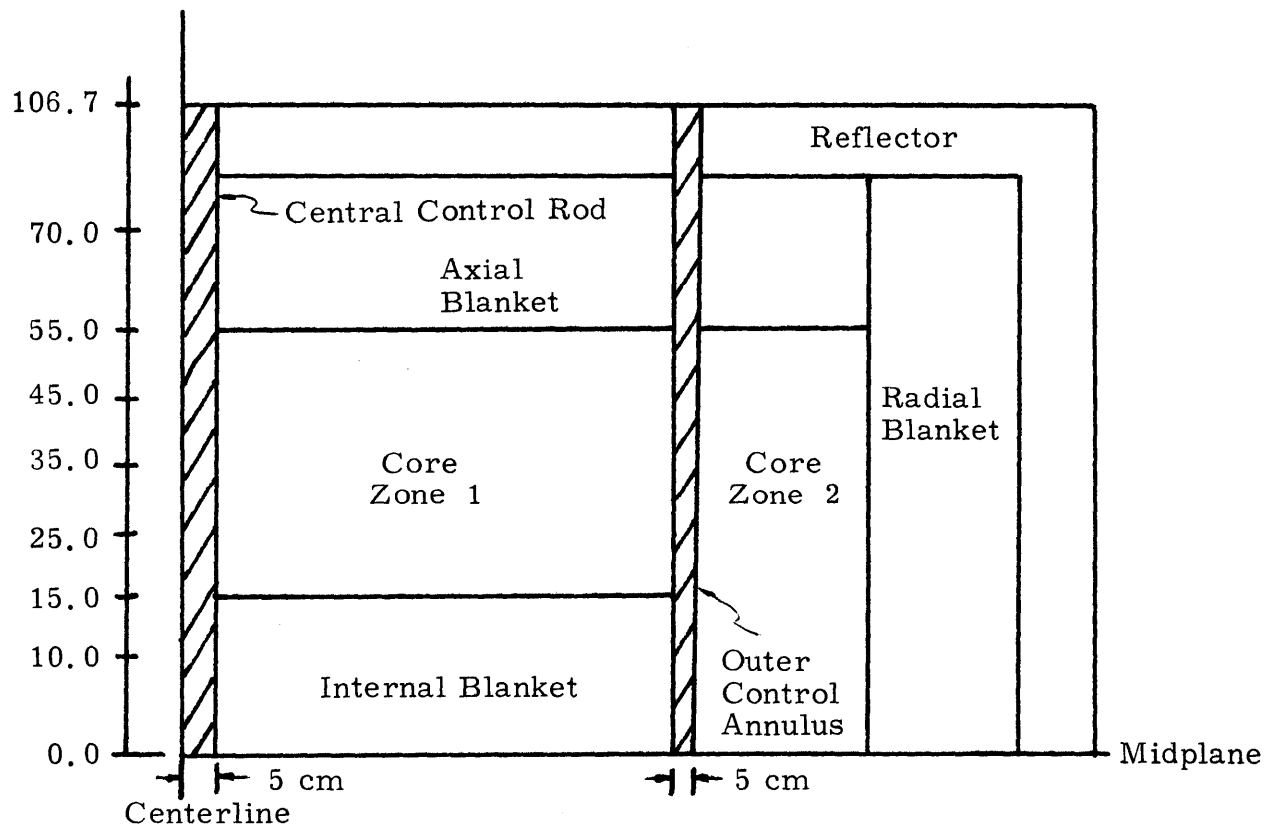 106.7
Reflector
Central Control Rod
70.0
Axial
Blanket
55.0
45.0
Radial
Blanket
35.0
Core
Zone 1
Core
Zone 2
25.0
15.0
10.0
Outer
Control
Annulus
Internal Blanket
0.0
Midplane
5 cm
5 cm
Centerline